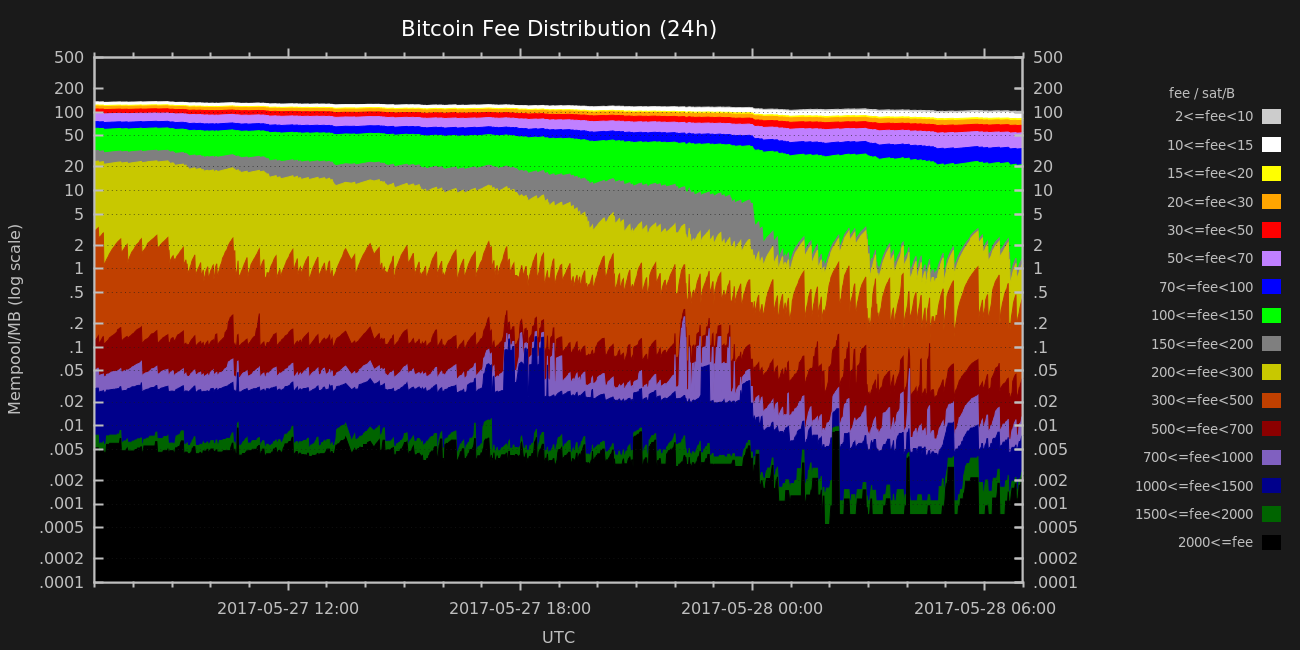 Bitcoin Fee Distribution (24h)
Mempool/MB (log scale)
500
200
100
50
20
10
5
2
1
.5
.2
.1
.05
.02
.01
.005
.002
.001
.0005
.0002
.0001
500
200
100
50
20
10
5
2
1
.5
.2
.1
.05
.02
.01
.005
.002
.001
.0005
.0002
.0001
2017-05-27 12:00
2017-05-27 18:00
2017-05-28 00:00
2017-05-28 06:00
UTC
fee / sat/B
2<=fee<10
10<=fee<15
15<=fee<20
20<=fee<30
30<=fee<50
50<=fee<70
70<=fee<100
100<=fee<150
150<=fee<200
200<=fee<300
300<=fee<500
500<=fee<700
700<=fee<1000
1000<=fee<1500
1500<=fee<2000
2000<=fee